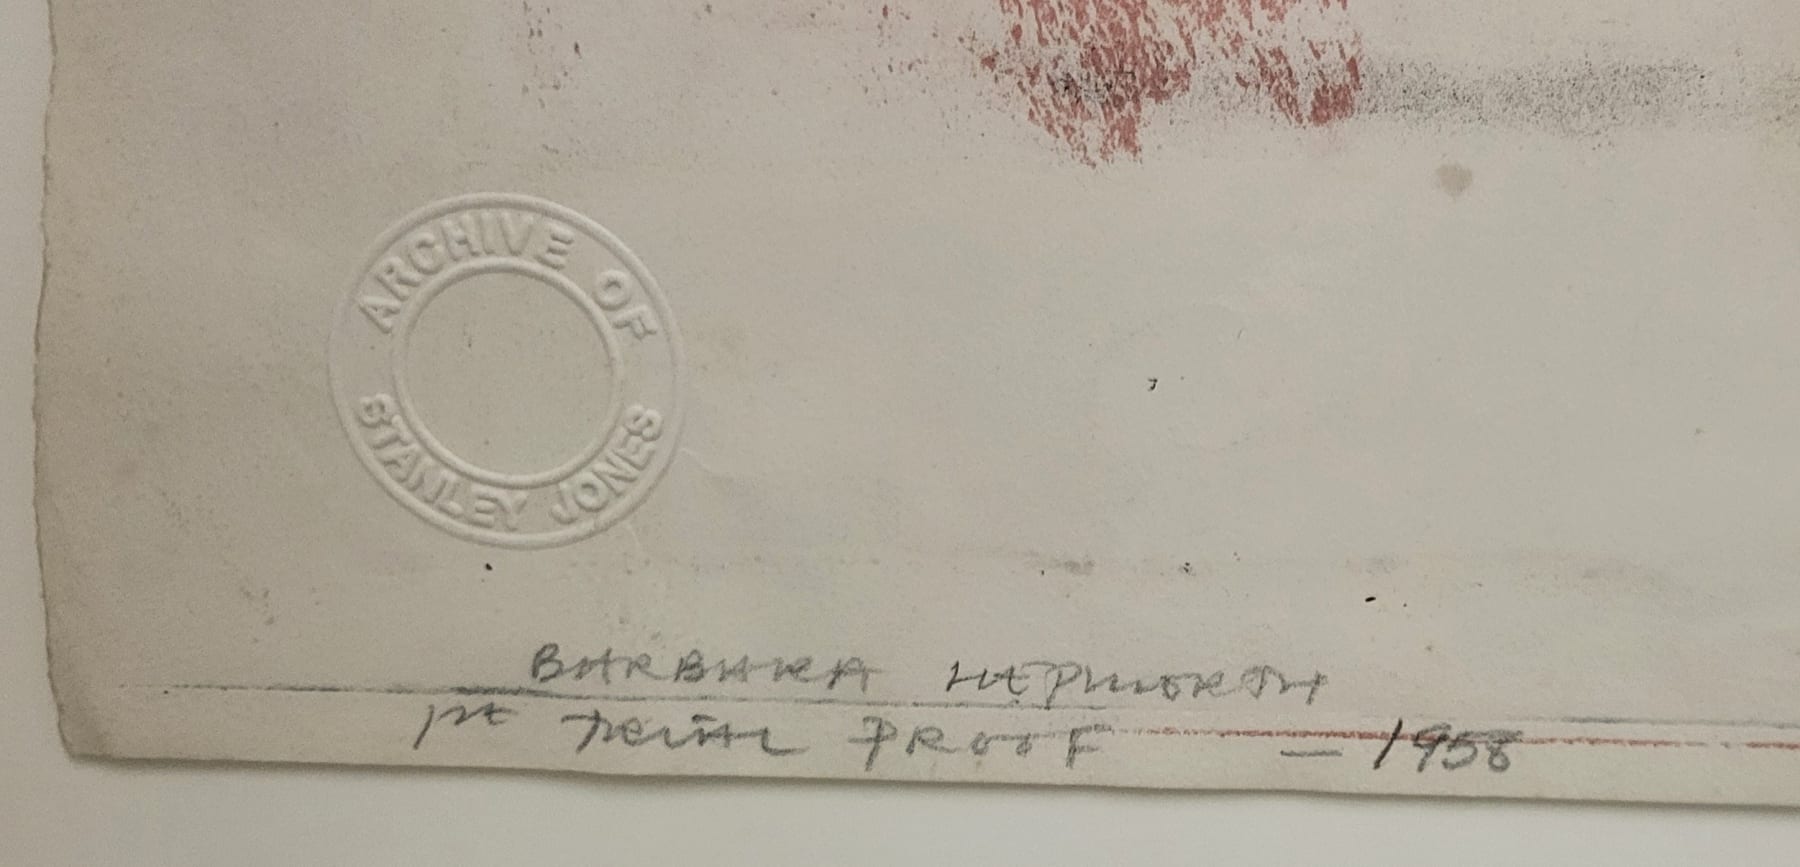 ARCHIVE OF
STANLEY JONES
BARBARA HEPWORTH
1st TRIAL PROOF — 1958